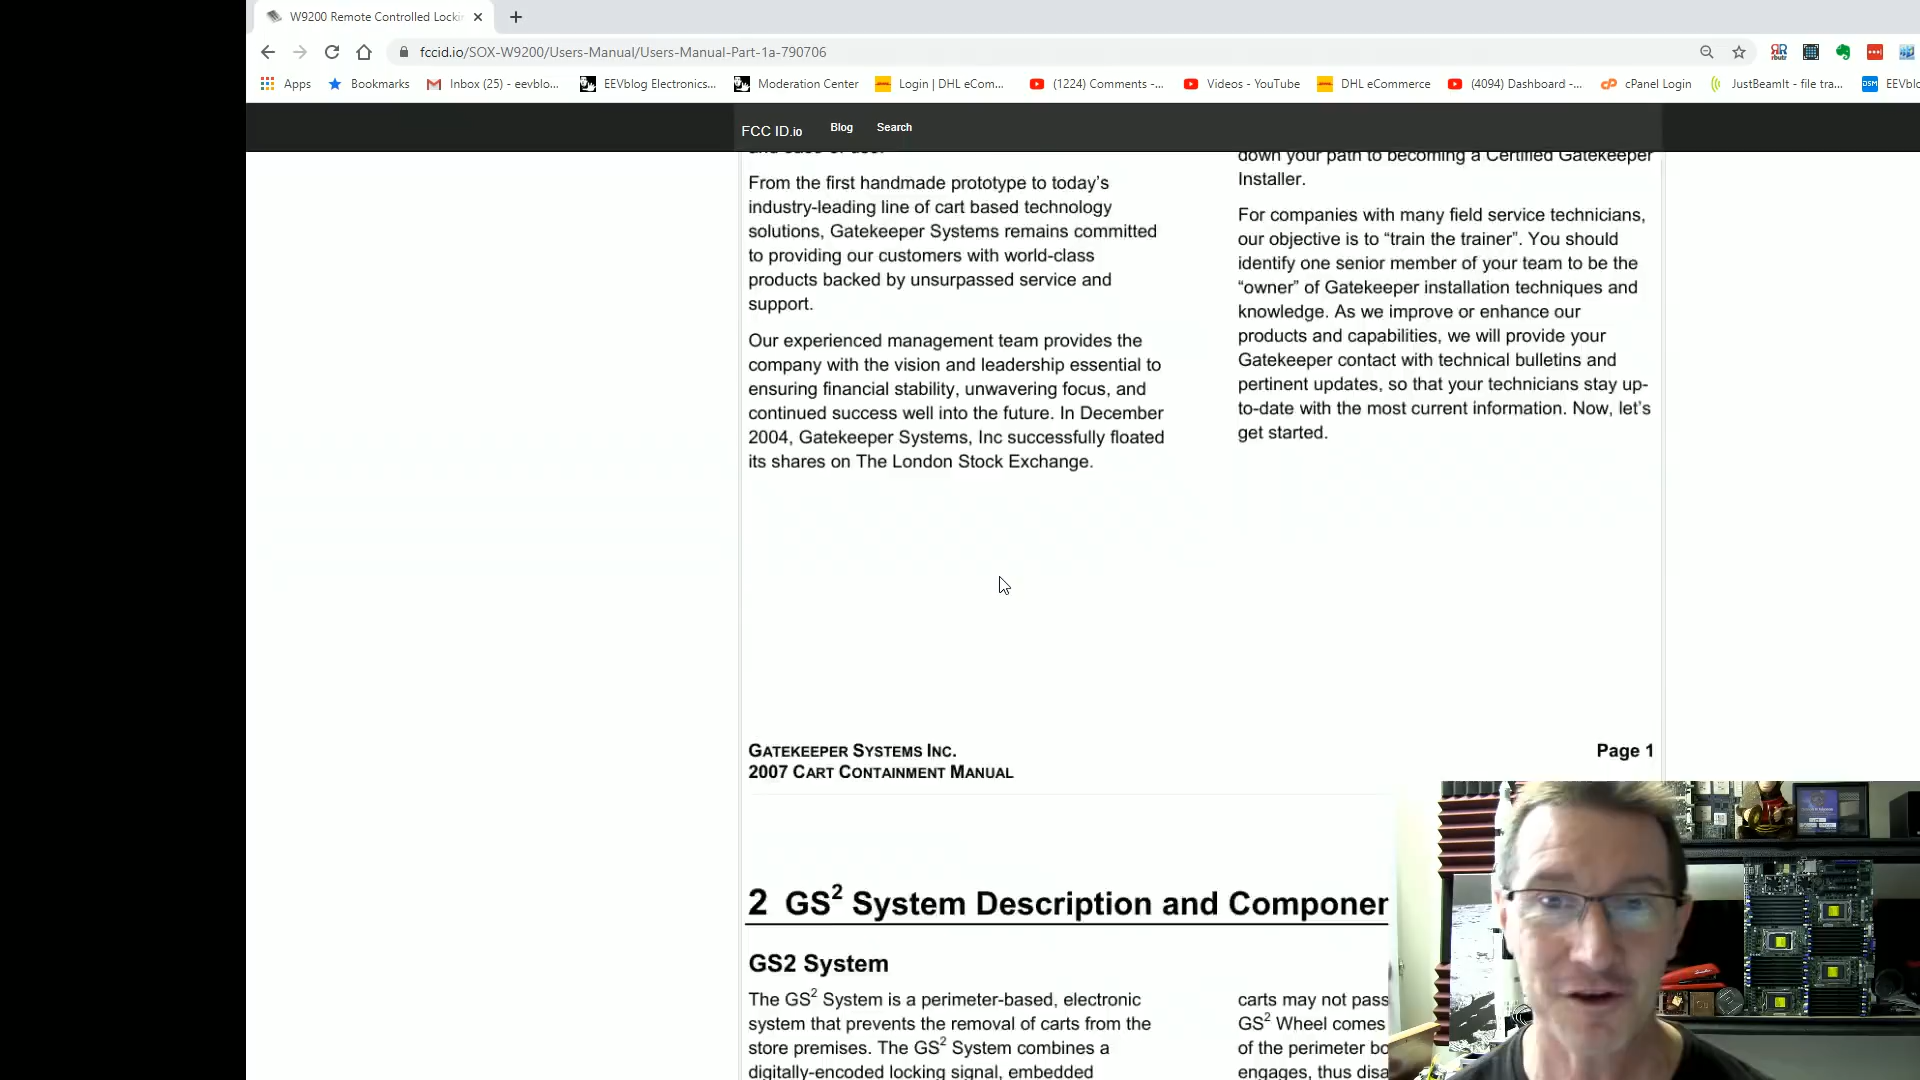 W9200 Remote Controlled Locki
fccid.io/SOX-W9200/Users-Manual/Users-Manual-Part-1a-790706
Apps Bookmarks Inbox (25) - eevblo... EEVblog Electronics... Moderation Center Login | DHL eCom... (1224) Comments -... Videos - YouTube DHL eCommerce (4094) Dashboard -... cPanel Login JustBeamIt - file tra... EEVblo
FCC ID.io Blog Search
and ease of use.
From the first handmade prototype to today's
industry-leading line of cart based technology
solutions, Gatekeeper Systems remains committed
to providing our customers with world-class
products backed by unsurpassed service and
support.
Our experienced management team provides the
company with the vision and leadership essential to
ensuring financial stability, unwavering focus, and
continued success well into the future. In December
2004, Gatekeeper Systems, Inc successfully floated
its shares on The London Stock Exchange.
down your path to becoming a Certified Gatekeeper
Installer.
For companies with many field service technicians,
our objective is to “train the trainer”. You should
identify one senior member of your team to be the
“owner” of Gatekeeper installation techniques and
knowledge. As we improve or enhance our
products and capabilities, we will provide your
Gatekeeper contact with technical bulletins and
pertinent updates, so that your technicians stay up-
to-date with the most current information. Now, let's
get started.
GATEKEEPER SYSTEMS INC.
2007 CART CONTAINMENT MANUAL
Page 1
2 GS² System Description and Componen
GS2 System
The GS² System is a perimeter-based, electronic
system that prevents the removal of carts from the
store premises. The GS² System combines a
digitally-encoded locking signal, embedded
carts may not pass
GS² Wheel comes
of the perimeter bo
engages, thus disa